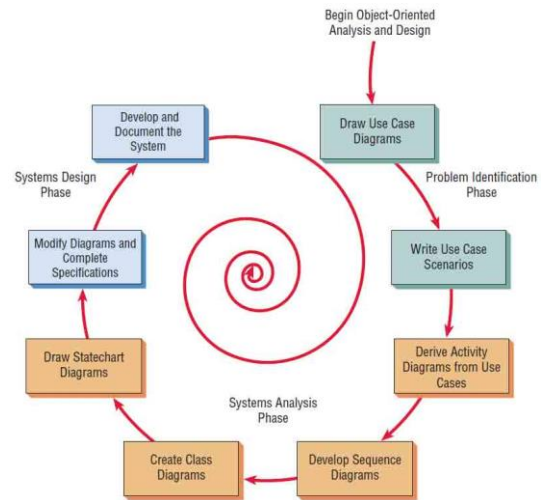 Begin Object-Oriented
Analysis and Design
Draw Use Case
Diagrams
Problem Identification
Phase
Write Use Case
Scenarios
Derive Activity
Diagrams from Use
Cases
Develop Sequence
Diagrams
Systems Analysis
Phase
Create Class
Diagrams
Draw Statechart
Diagrams
Modify Diagrams and
Complete
Specifications
Systems Design
Phase
Develop and
Document the
System